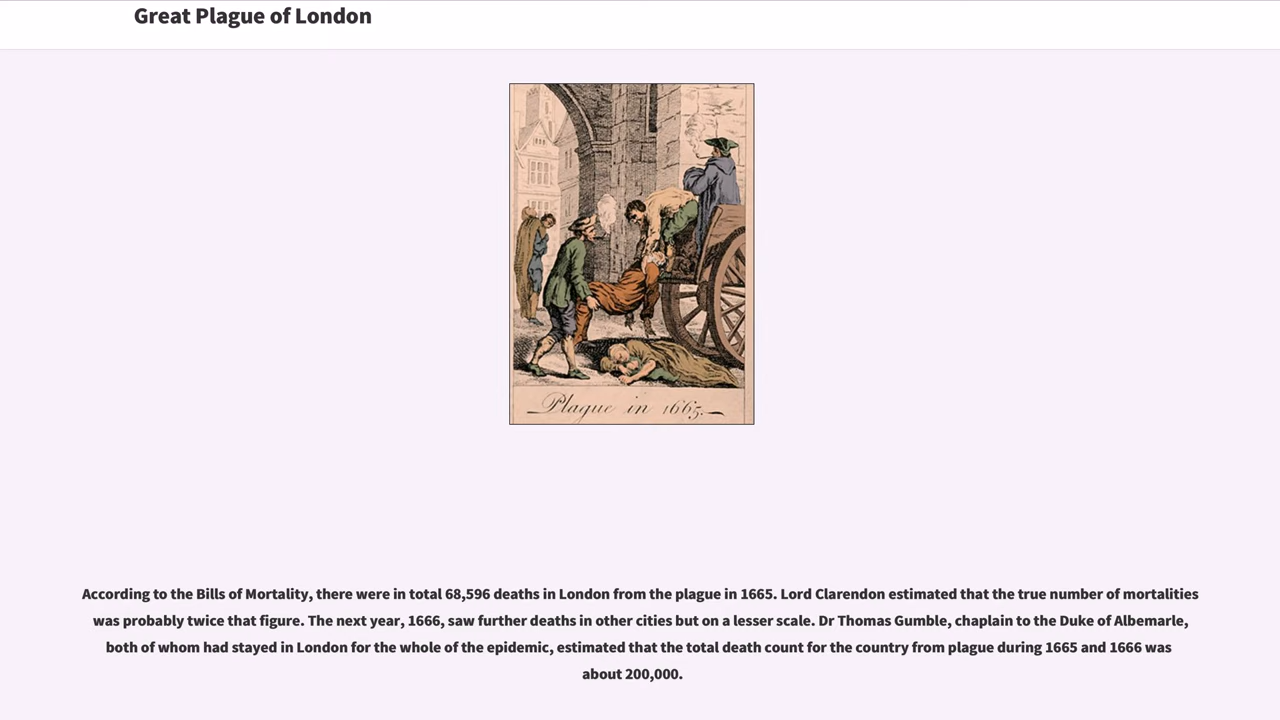 Great Plague of London
Plague in 1665.
According to the Bills of Mortality, there were in total 68,596 deaths in London from the plague in 1665. Lord Clarendon estimated that the true number of mortalities
was probably twice that figure. The next year, 1666, saw further deaths in other cities but on a lesser scale. Dr Thomas Gumble, chaplain to the Duke of Albemarle,
both of whom had stayed in London for the whole of the epidemic, estimated that the total death count for the country from plague during 1665 and 1666 was
about 200,000.